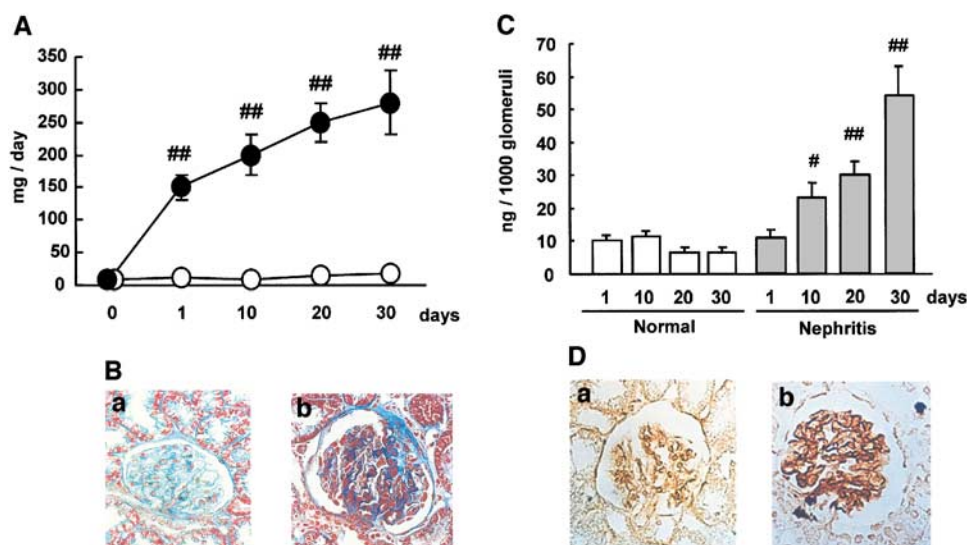 A
mg / day
350
300
250
200
150
100
50
0
##
##
##
##
0 1 10 20 30 days
B
a
b
C
ng / 1000 glomeruli
70
60
50
40
30
20
10
0
#
##
##
1 10 20 30 1 10 20 30 days
Normal Nephritis
D
a
b